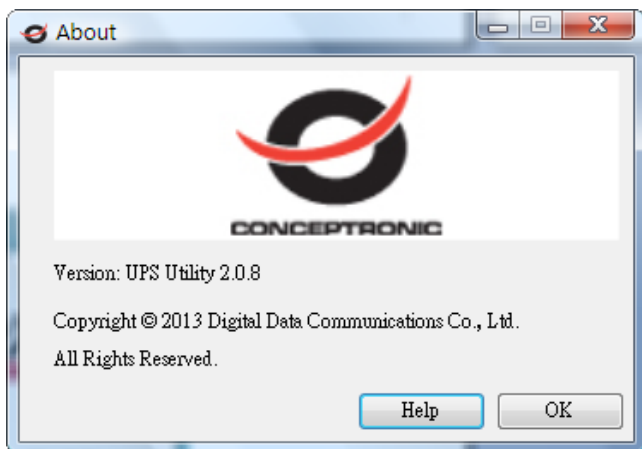 About
CONCEPTRONIC
Version: UPS Utility 2.0.8
Copyright © 2013 Digital Data Communications Co., Ltd.
All Rights Reserved.
Help
OK